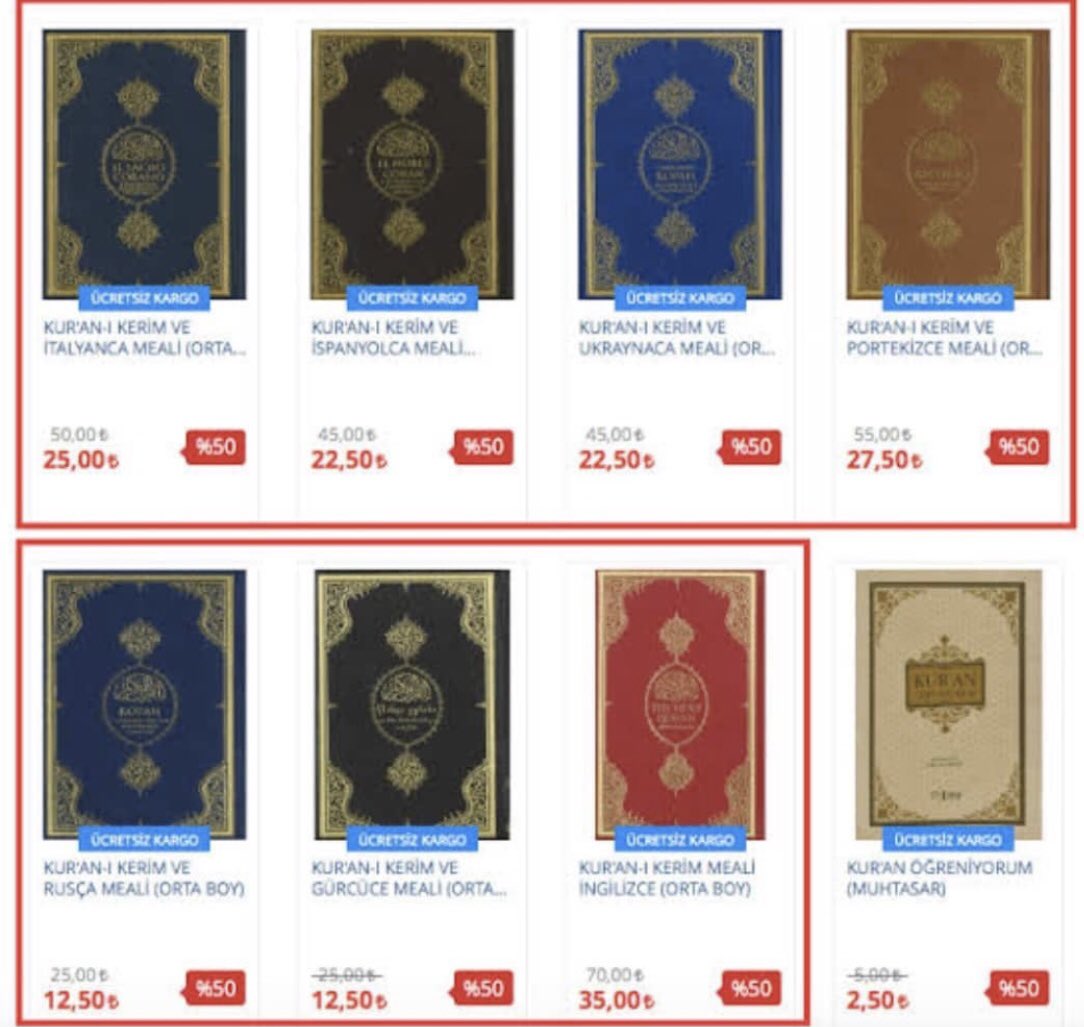 ÜCRETSİZ KARGO
KUR'AN-I KERİM VE
İTALYANCA MEALİ (ORTA...
50,00₺
25,00₺
%50
ÜCRETSİZ KARGO
KUR'AN-I KERİM VE
İSPANYOLCA MEALİ...
45,00₺
22,50₺
%50
ÜCRETSİZ KARGO
KUR'AN-I KERİM VE
UKRAYNACA MEALİ (OR...
45,00₺
22,50₺
%50
ÜCRETSİZ KARGO
KUR'AN-I KERİM VE
PORTEKİZCE MEALİ (OR...
55,00₺
27,50₺
%50
ÜCRETSİZ KARGO
KUR'AN-I KERİM VE
RUSÇA MEALİ (ORTA BOY)
25,00₺
12,50₺
%50
ÜCRETSİZ KARGO
KUR'AN-I KERİM VE
GÜRCÜCE MEALİ (ORTA...
25,00₺
12,50₺
%50
ÜCRETSİZ KARGO
KUR'AN-I KERİM MEALİ
İNGİLİZCE (ORTA BOY)
70,00₺
35,00₺
%50
KUR'AN
ÜCRETSİZ KARGO
KUR'AN ÖĞRENİYORUM
(MUHTASAR)
5,00₺
2,50₺
%50